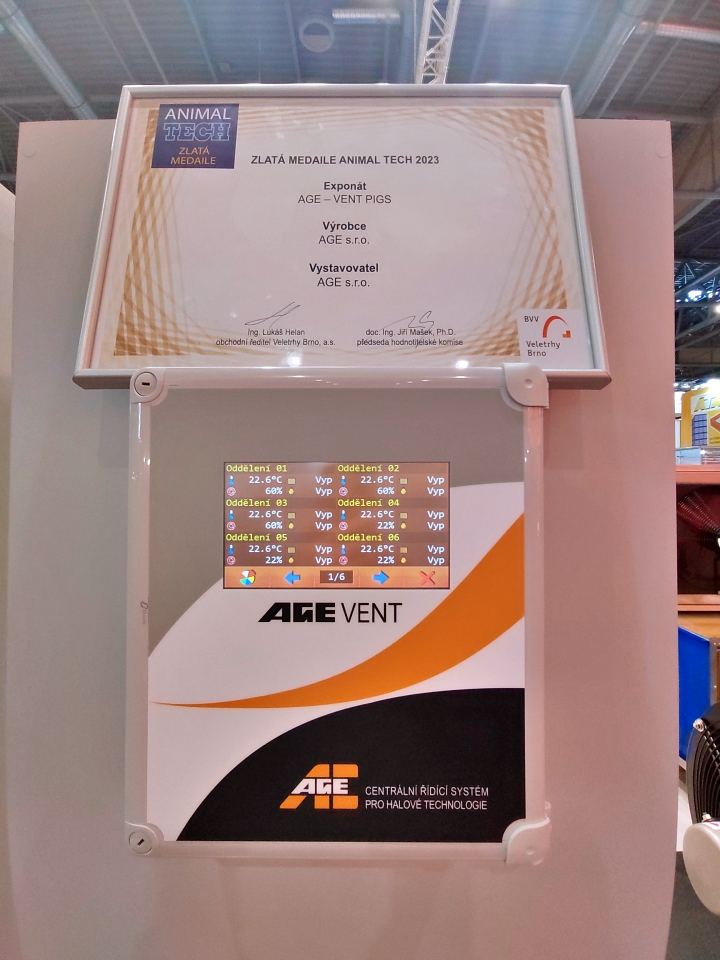 ANIMAL
TECH
ZLATÁ
MEDAILE
ZLATÁ MEDAILE ANIMAL TECH 2023
Exponát
AGE – VENT PIGS
Výrobce
AGE s.r.o.
Vystavovatel
AGE s.r.o.
Ing. Lukáš Helan
obchodní ředitel Veletrhy Brno, a.s.
doc. Ing. Jiří Mašek, Ph.D.
předseda hodnotitelské komise
BVV
Veletrhy
Brno
Oddělení 01 Oddělení 02
22.6°C Vyp 22.6°C Vyp
60% Vyp 60% Vyp
Oddělení 03 Oddělení 04
22.6°C Vyp 22.6°C Vyp
60% Vyp 22% Vyp
Oddělení 05 Oddělení 06
22.6°C Vyp 22.6°C Vyp
22% Vyp 22% Vyp
1/6
AGE VENT
AGE
CENTRÁLNÍ ŘÍDÍCÍ SYSTÉM
PRO HALOVÉ TECHNOLOGIE